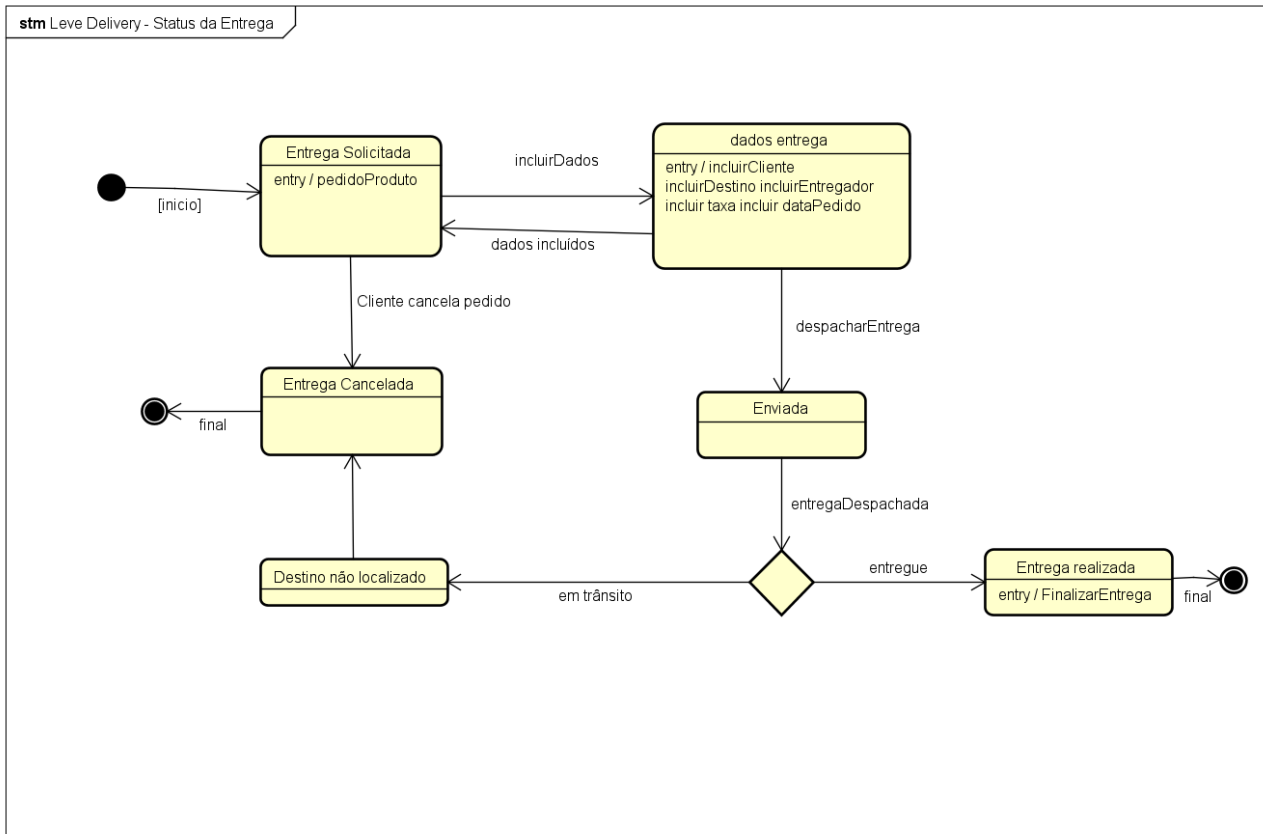 stm Leve Delivery - Status da Entrega
Entrega Solicitada
entry / pedidoProduto
[inicio]
incluirDados
dados incluídos
dados entrega
entry / incluirCliente
incluirDestino incluirEntregador
incluir taxa incluir dataPedido
Cliente cancela pedido
despacharEntrega
Entrega Cancelada
final
Enviada
entregaDespachada
Destino não localizado
em trânsito
entregue
Entrega realizada
entry / FinalizarEntrega
final